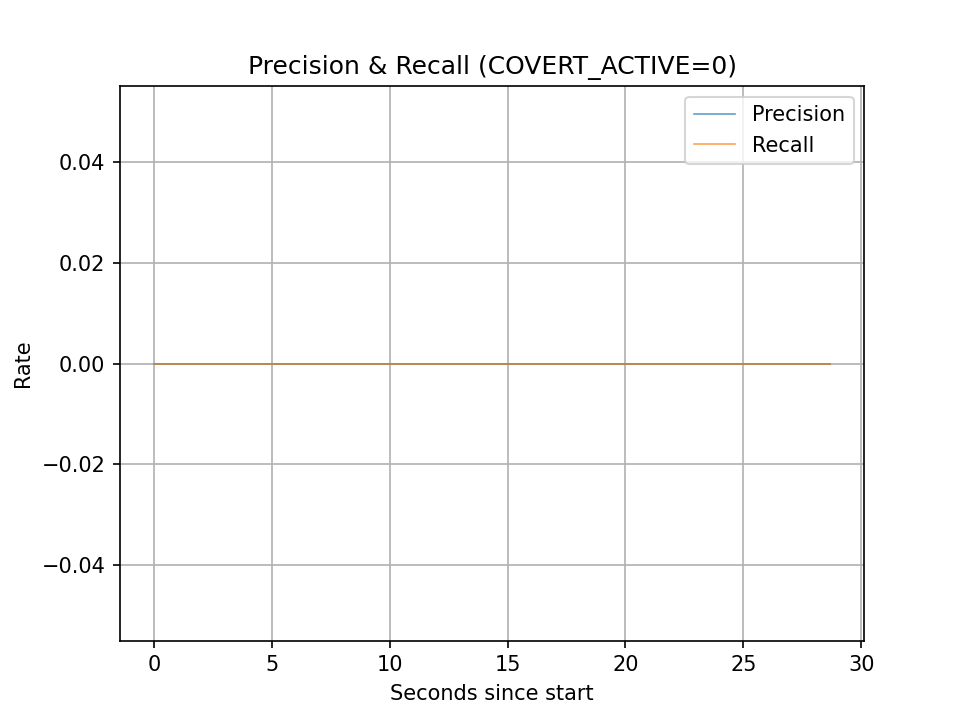 Precision & Recall (COVERT_ACTIVE=0)
Precision
Recall
0.04
0.02
0.00
−0.02
−0.04
Rate
0 5 10 15 20 25 30
Seconds since start